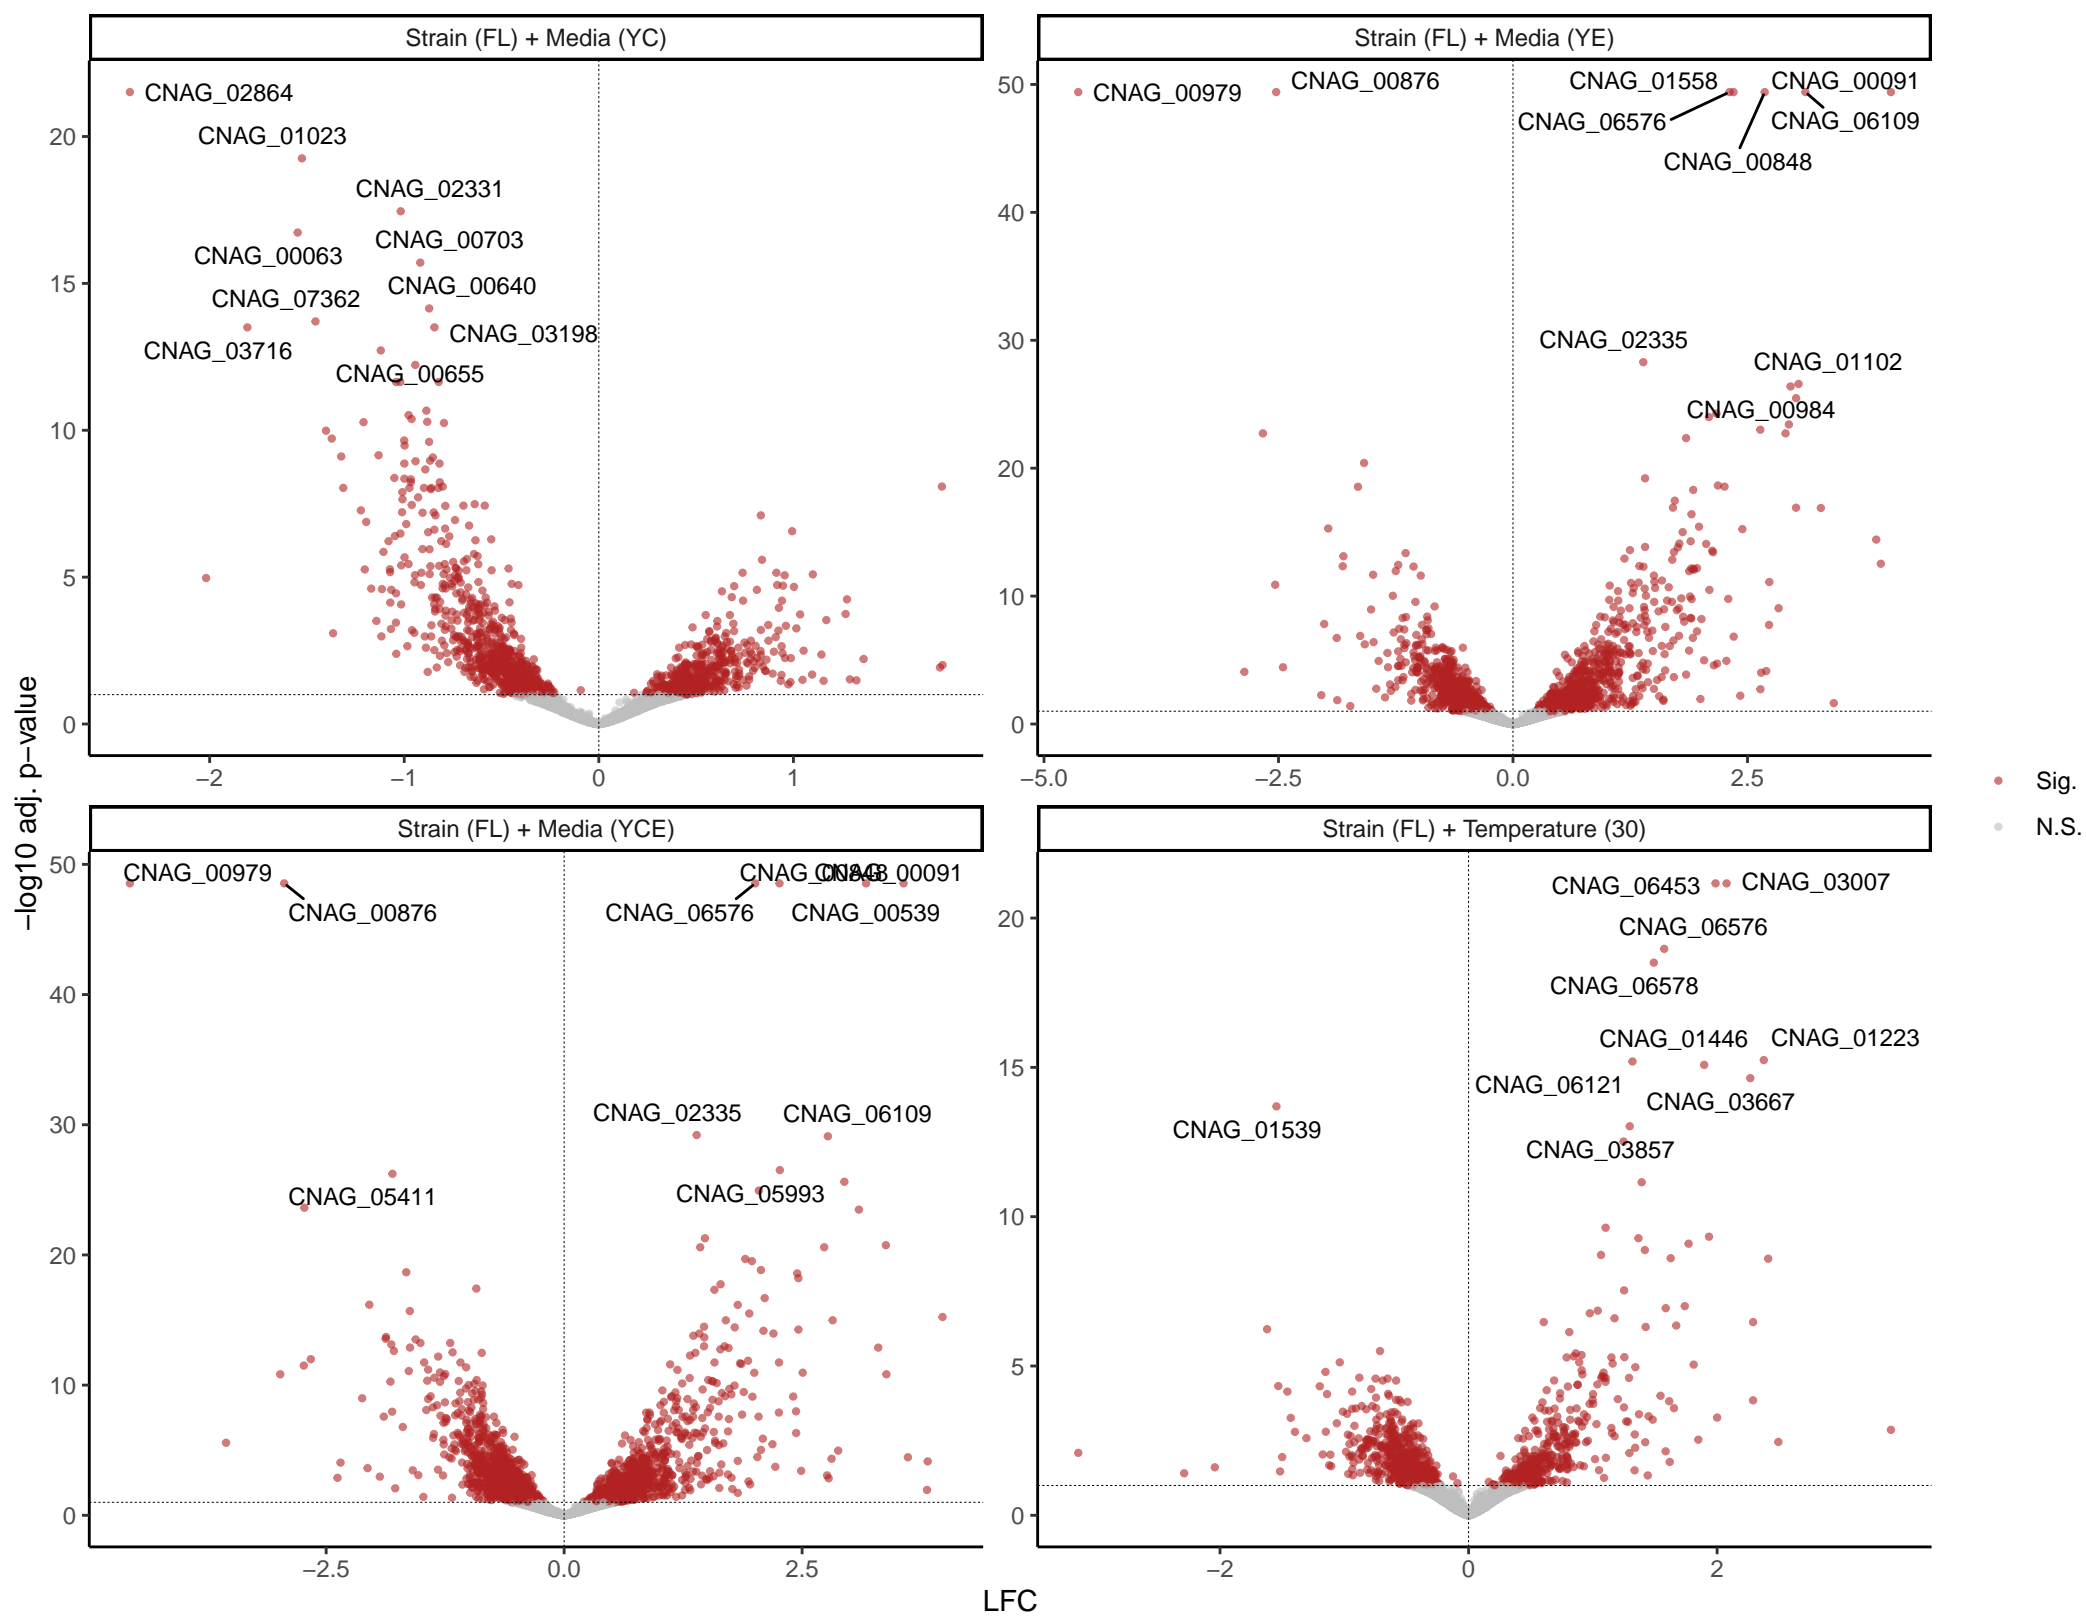 Strain (FL) + Media (YC)
CNAG_02864
CNAG_01023
CNAG_02331
CNAG_00063
CNAG_00703
CNAG_07362
CNAG_00640
CNAG_03716
CNAG_03198
CNAG_00655
20
15
10
5
0
−2
−1
0
1
Strain (FL) + Media (YE)
CNAG_00979
CNAG_00876
CNAG_01558
CNAG_00091
CNAG_06576
CNAG_06109
CNAG_00848
CNAG_02335
CNAG_01102
CNAG_00984
50
40
30
20
10
0
−5.0
−2.5
0.0
2.5
Strain (FL) + Media (YCE)
CNAG_00979
CNAG_00876
CNAG_00848
CNAG_00091
CNAG_06576
CNAG_00539
CNAG_02335
CNAG_06109
CNAG_05411
CNAG_05993
50
40
30
20
10
0
−2.5
0.0
2.5
Strain (FL) + Temperature (30)
CNAG_06453
CNAG_03007
CNAG_06576
CNAG_06578
CNAG_01446
CNAG_01223
CNAG_06121
CNAG_03667
CNAG_01539
CNAG_03857
20
15
10
5
0
−2
0
2
−log10 adj. p−value
LFC
Sig.
N.S.